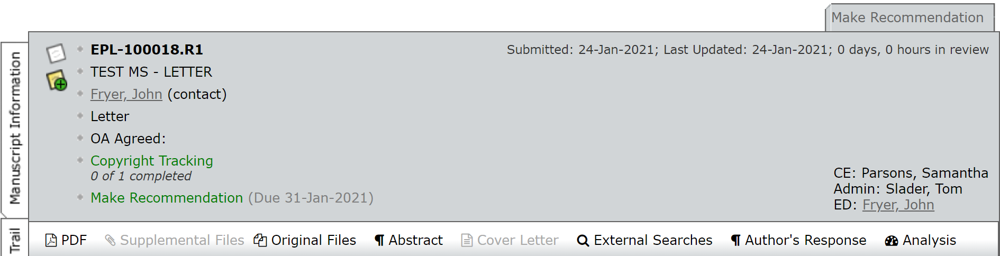 Make Recommendation
Manuscript Information
EPL-100018.R1
Submitted: 24-Jan-2021; Last Updated: 24-Jan-2021; 0 days, 0 hours in review
TEST MS - LETTER
Fryer, John (contact)
Letter
OA Agreed:
Copyright Tracking
0 of 1 completed
Make Recommendation (Due 31-Jan-2021)
CE: Parsons, Samantha
Admin: Slader, Tom
ED: Fryer, John
Trail
PDF Supplemental Files Original Files Abstract Cover Letter External Searches Author's Response Analysis